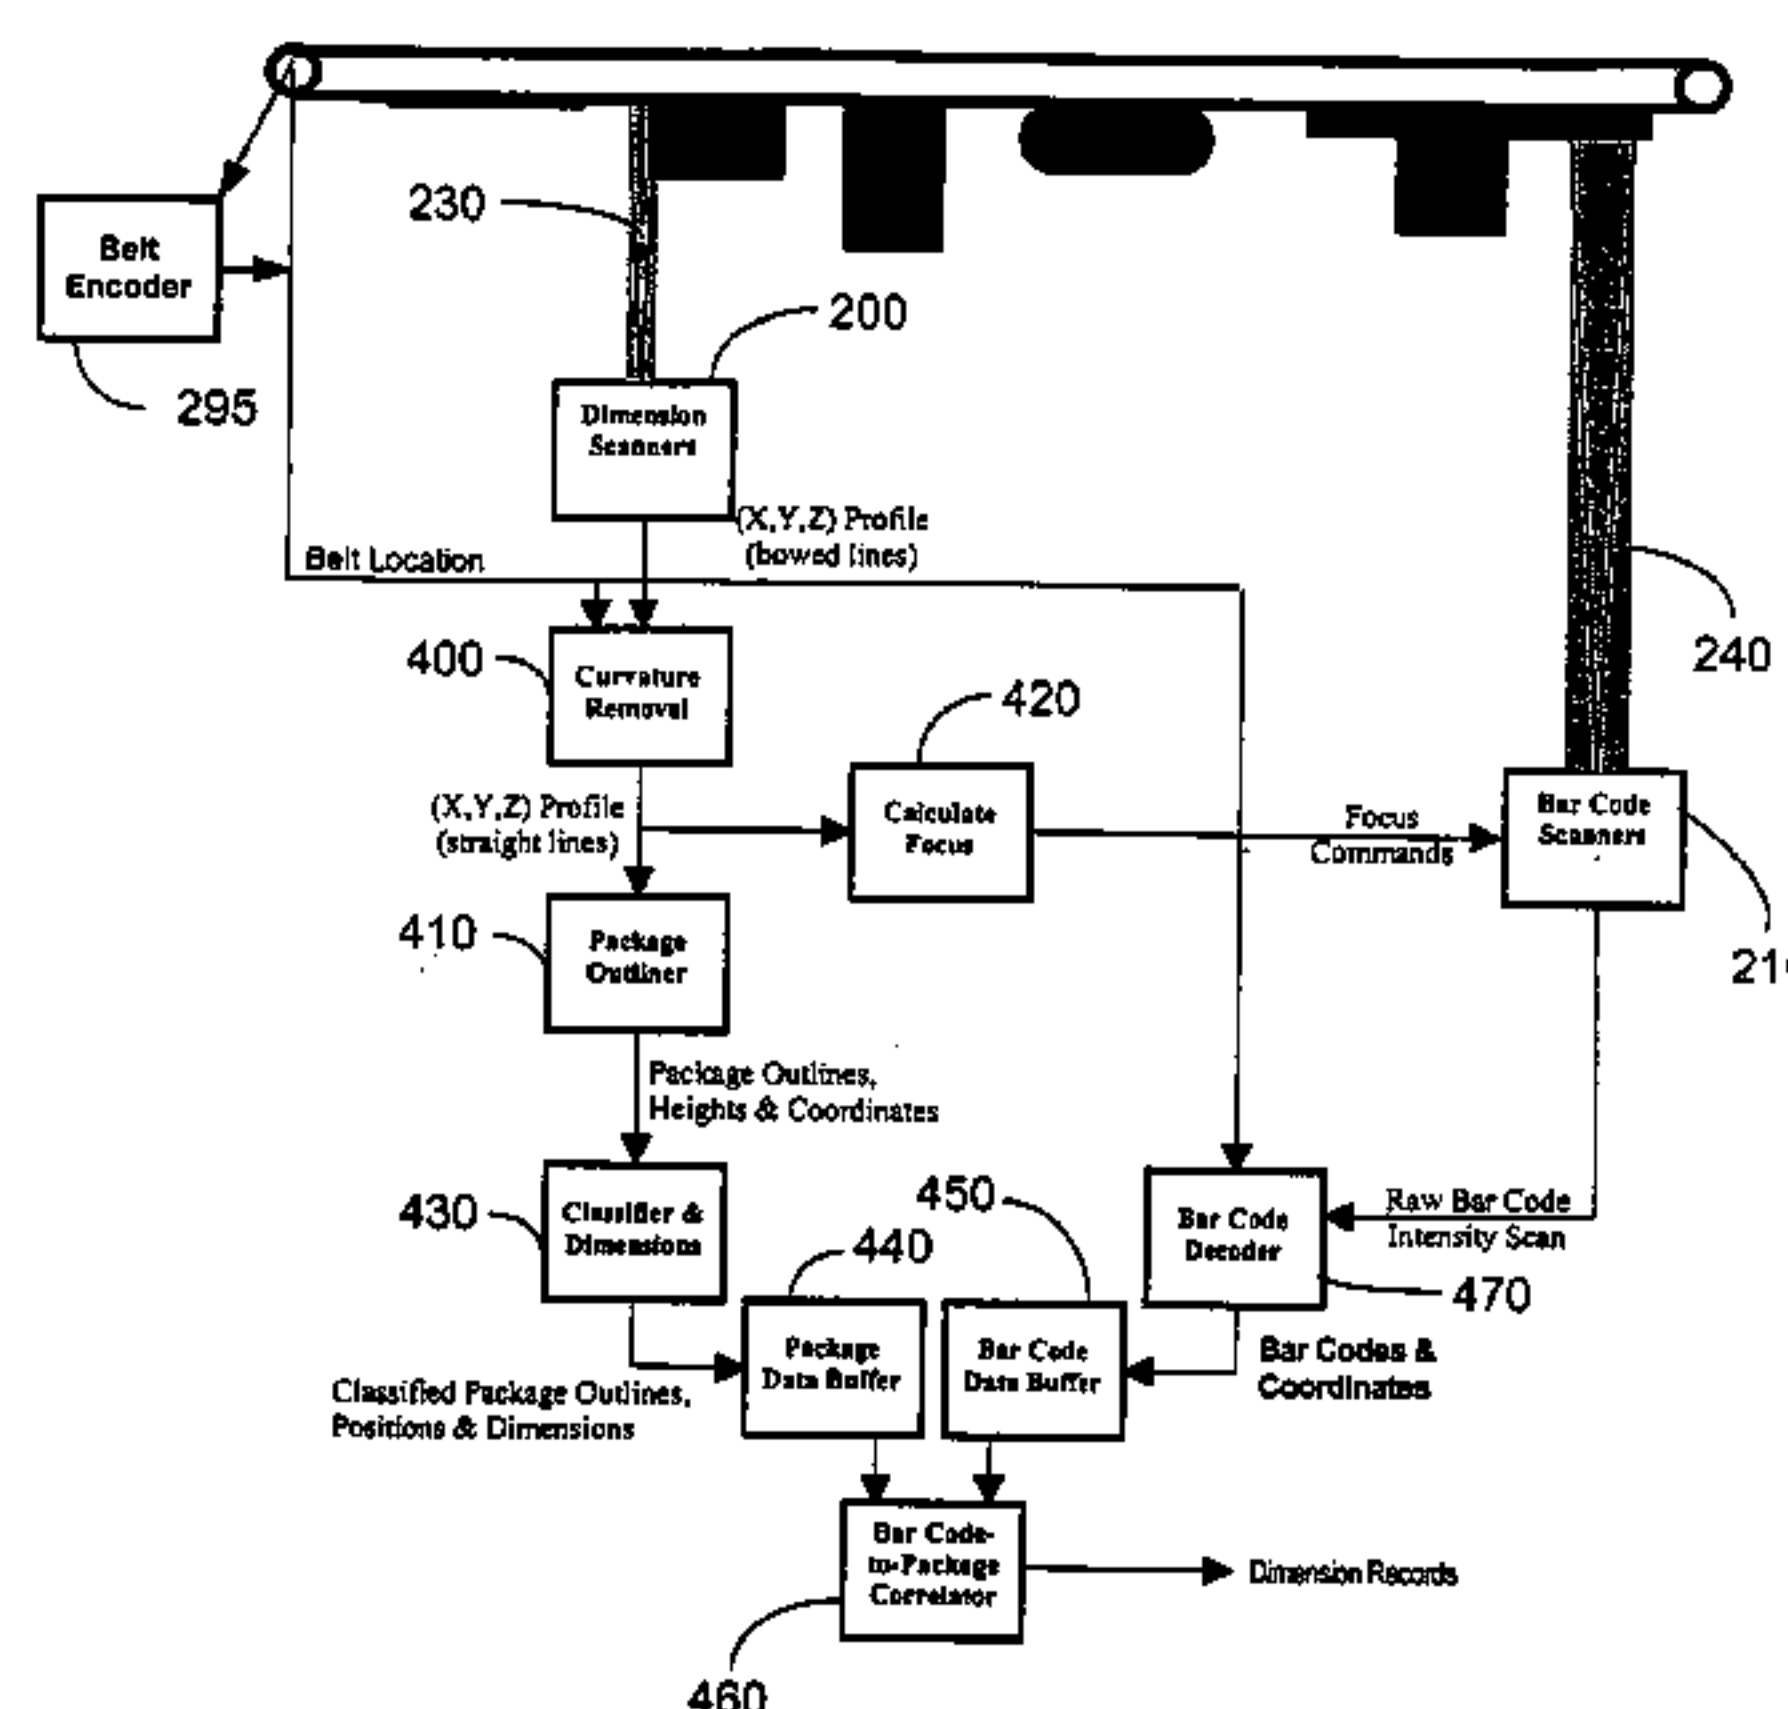 230
Belt
Encoder
200
295
Dimension
Scanners
(X,Y,Z) Profile
(bowed lines)
Belt Location
240
400
Curvature
Removal
420
(X,Y,Z) Profile
(straight lines)
Calculate
Focus
Focus
Commands
Bar Code
Scanners
410
Package
Outliner
21
Package Outlines,
Heights & Coordinates
430
Classifier &
Dimensions
450
440
Bar Code
Decoder
Raw Bar Code
Intensity Scan
470
Package
Data Buffer
Bar Code
Data Buffer
Bar Codes &
Coordinates
Classified Package Outlines,
Positions & Dimensions
Bar Code-
to-Package
Correlator
Dimension Records
460